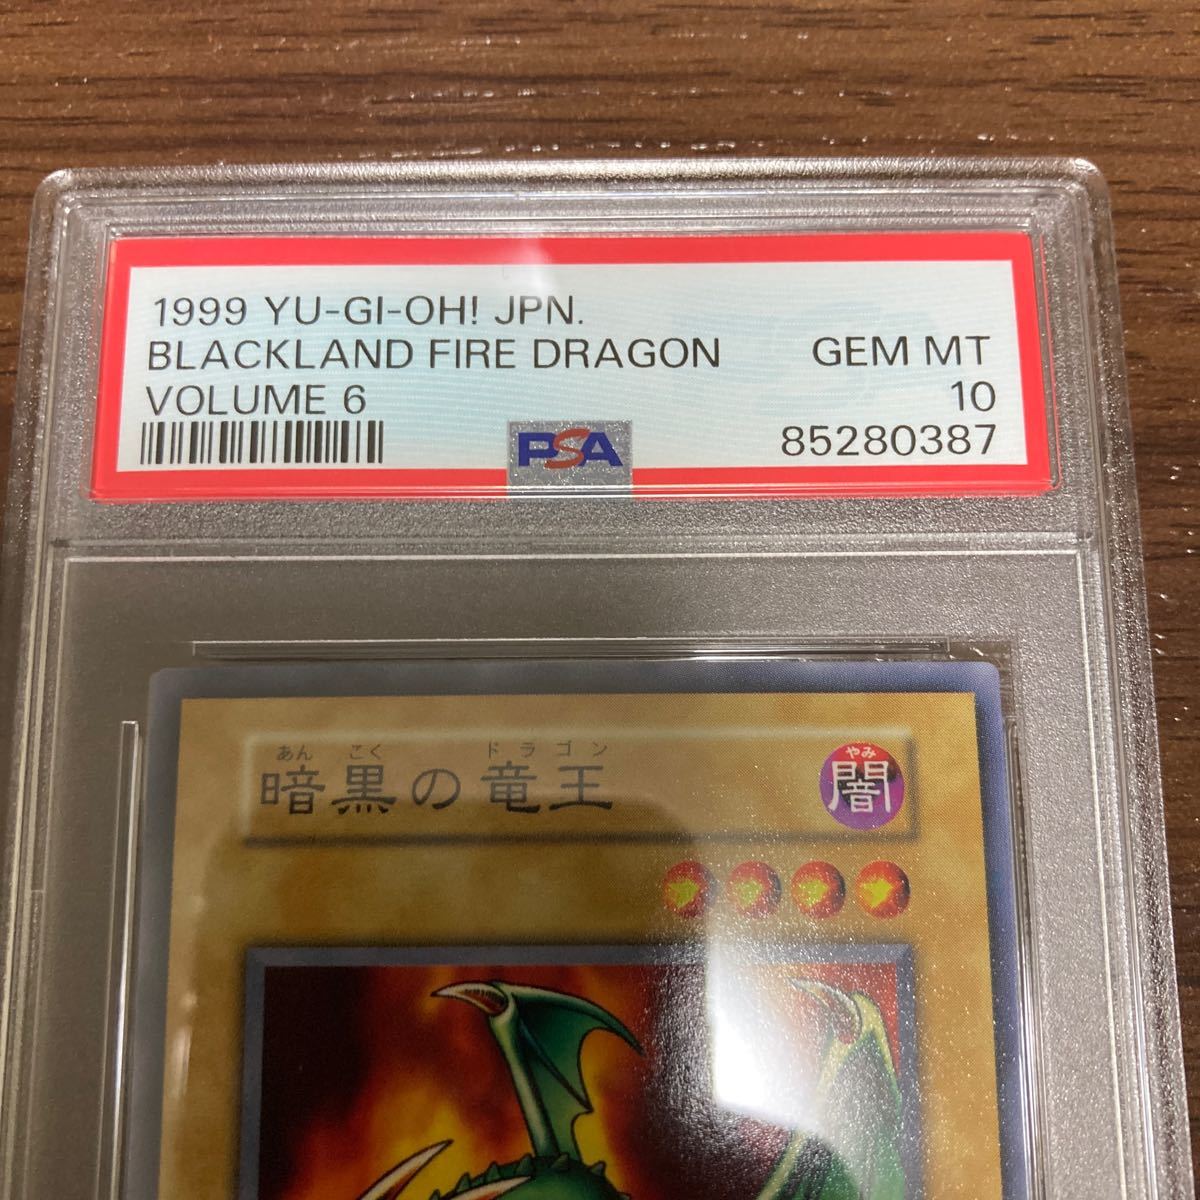 1999 YU-GI-OH! JPN.
BLACKLAND FIRE DRAGON
VOLUME 6
GEM MT
10
85280387
PSA
あんこく ドラゴン
暗黒の竜王
やみ
闇